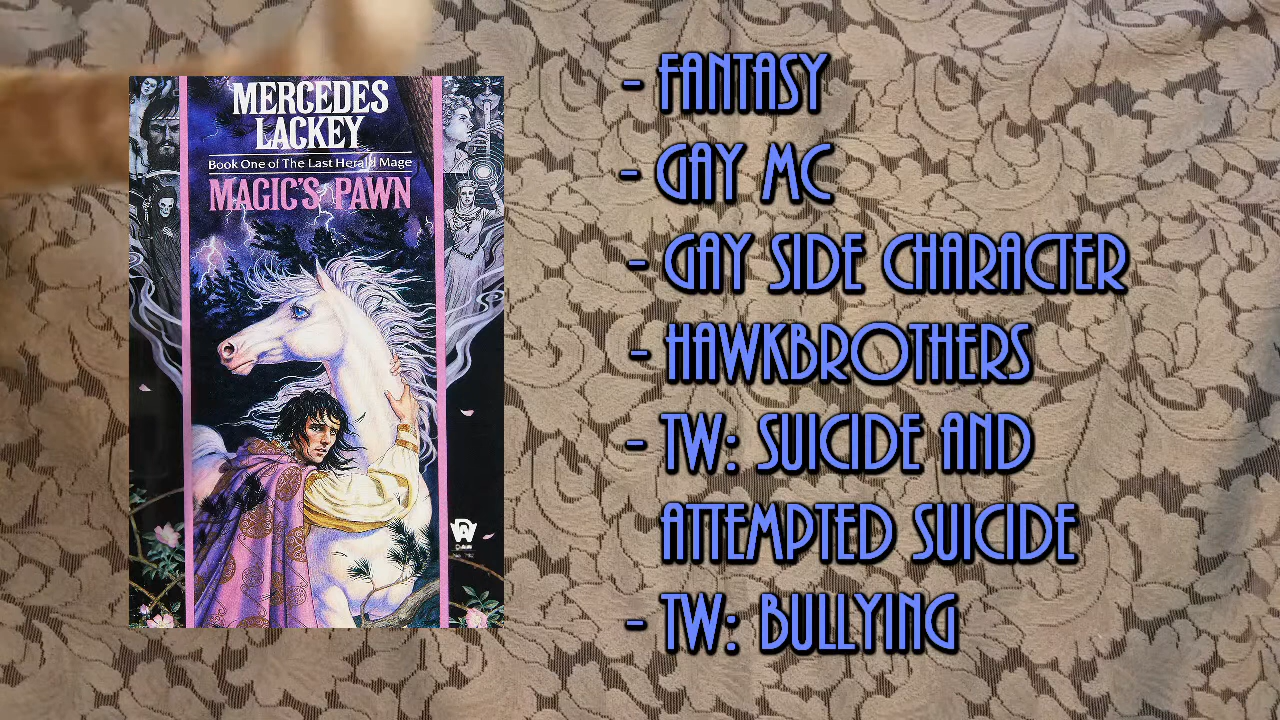 MERCEDES
LACKEY
Book One of The Last Herald Mage
MAGIC'S PAWN
DAW
- FANTASY
- GAY MC
- GAY SIDE CHARACTER
- HAWKBROTHERS
- TW: SUICIDE AND
ATTEMPTED SUICIDE
- TW: BULLYING